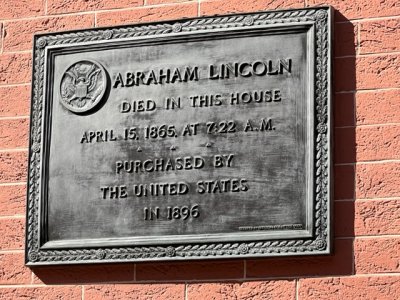 ABRAHAM LINCOLN
DIED IN THIS HOUSE
APRIL 15, 1865, AT 7:22 A.M.
PURCHASED BY
THE UNITED STATES
IN 1896